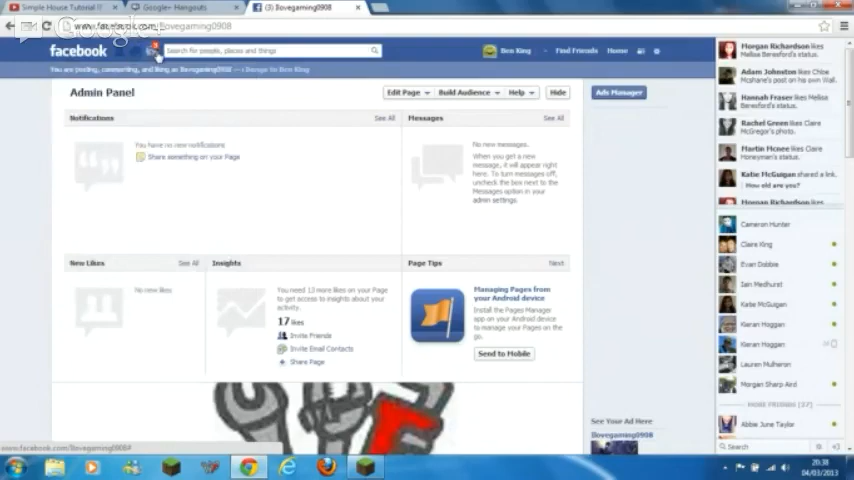 Simple House Tutorial !!
Google+ Hangouts
(3) Ilovegaming0908
www.facebook.com/Ilovegaming0908
Google+
facebook
3
Search for people, places and things
Ben King
Find Friends
Home
You are posting, commenting, and liking as Ilovegaming0908 — Change to Ben King
Admin Panel
Edit Page
Build Audience
Help
Hide
Ads Manager
Notifications
See All
You have no new notifications
Share something on your Page
Messages
See All
No new messages.
When you get a new
message, it will appear right
here. To turn messages off,
uncheck the box next to the
Messages option in your
admin settings.
New Likes
See All
No new likes
Insights
You need 13 more likes on your Page
to get access to insights about your
activity.
17 likes
Invite Friends
Invite Email Contacts
Share Page
Page Tips
Next
Managing Pages from
your Android device
Install the Pages Manager
app on your Android device
to manage your Pages on the
go.
Send to Mobile
See Your Ad Here
Ilovegaming0908
Morgan Richardson likes
Melissa Beresford's status.
Adam Johnston likes Chloe
Mcshane's post on his own Wall.
Hannah Fraser likes Melissa
Beresford's status.
Rachel Green likes Claire
McGregor's photo.
Martin Mcnee likes Claire
Honeyman's status.
Katie McGuigan shared a link.
How old are you?
Morgan Richardson likes
Cameron Hunter
Claire King
Evan Dobbie
Iain Medhurst
Katie McGuigan
Kieran Hoggan
Kieran Hoggan
Lauren Mulheron
Morgan Sharp Aird
MORE FRIENDS (17)
Abbie June Taylor
Search
www.facebook.com/Ilovegaming0908#
20:38
04/03/2013